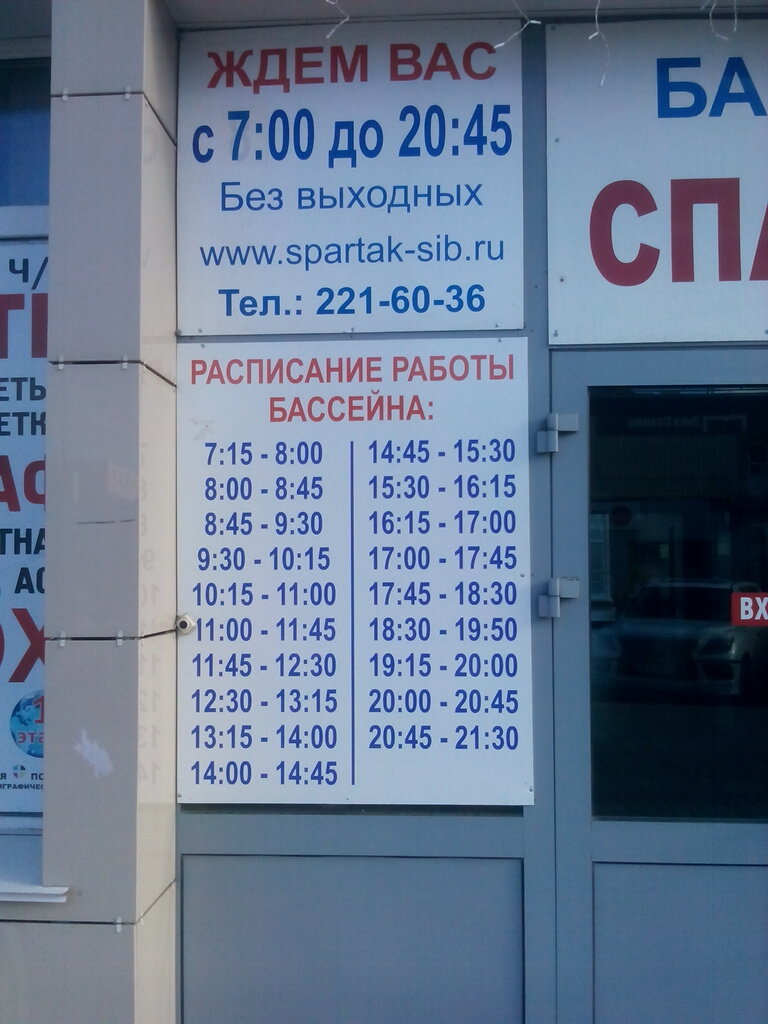 ЖДЕМ ВАС
с 7:00 до 20:45
Без выходных
www.spartak-sib.ru
Тел.: 221-60-36
РАСПИСАНИЕ РАБОТЫ
БАССЕЙНА:
7:15 - 8:00
8:00 - 8:45
8:45 - 9:30
9:30 - 10:15
10:15 - 11:00
11:00 - 11:45
11:45 - 12:30
12:30 - 13:15
13:15 - 14:00
14:00 - 14:45
14:45 - 15:30
15:30 - 16:15
16:15 - 17:00
17:00 - 17:45
17:45 - 18:30
18:30 - 19:50
19:15 - 20:00
20:00 - 20:45
20:45 - 21:30
БА
СПА
ВХ